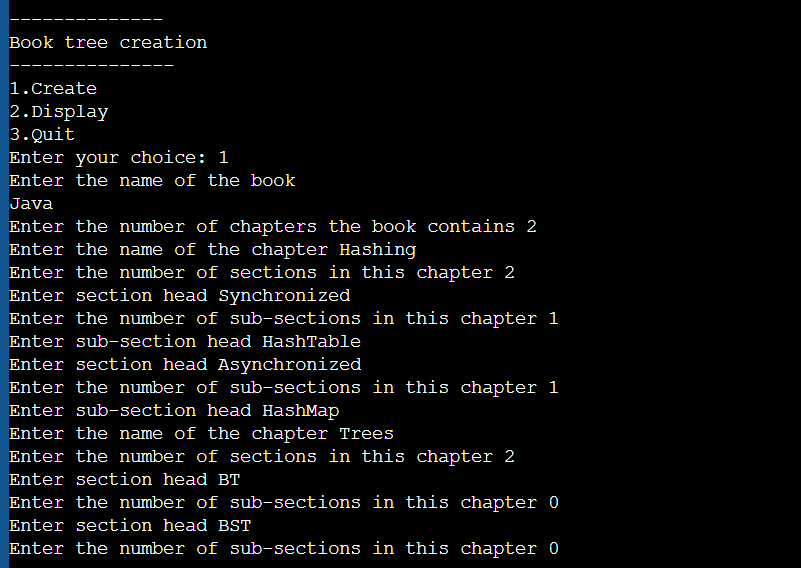 --------------
Book tree creation
---------------
1.Create
2.Display
3.Quit
Enter your choice: 1
Enter the name of the book
Java
Enter the number of chapters the book contains 2
Enter the name of the chapter Hashing
Enter the number of sections in this chapter 2
Enter section head Synchronized
Enter the number of sub-sections in this chapter 1
Enter sub-section head HashTable
Enter section head Asynchronized
Enter the number of sub-sections in this chapter 1
Enter sub-section head HashMap
Enter the name of the chapter Trees
Enter the number of sections in this chapter 2
Enter section head BT
Enter the number of sub-sections in this chapter 0
Enter section head BST
Enter the number of sub-sections in this chapter 0